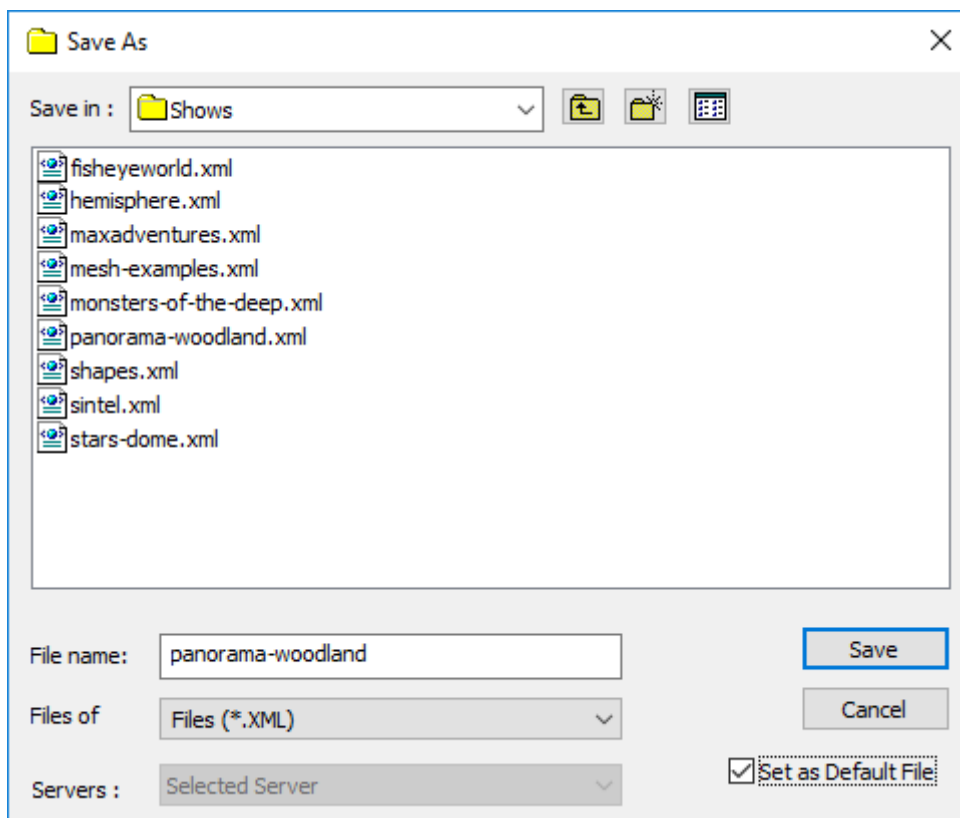 Save As
Save in : Shows
fisheyeworld.xml
hemisphere.xml
maxadventures.xml
mesh-examples.xml
monsters-of-the-deep.xml
panorama-woodland.xml
shapes.xml
sintel.xml
stars-dome.xml
File name: panorama-woodland Save
Files of Files (*.XML) Cancel
Servers : Selected Server Set as Default File